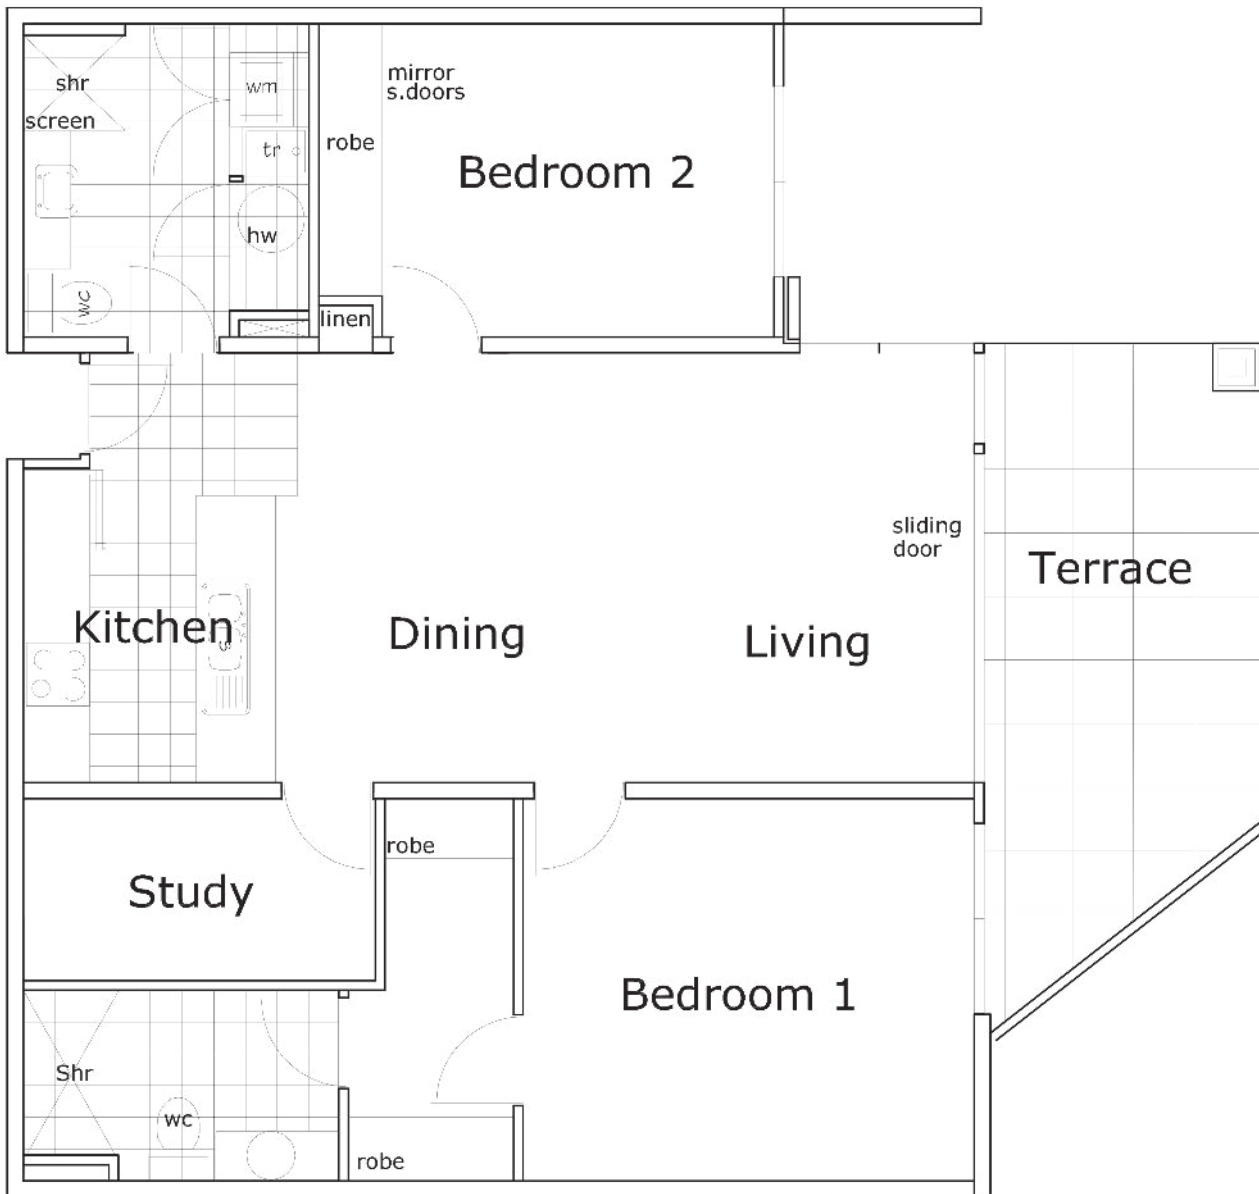 shr
screen
wm
tr
hw
wc
robe
mirror
s.doors
Bedroom 2
linen
sliding
door
Terrace
Kitchen
s
Dining
Living
Study
robe
Bedroom 1
Shr
wc
robe